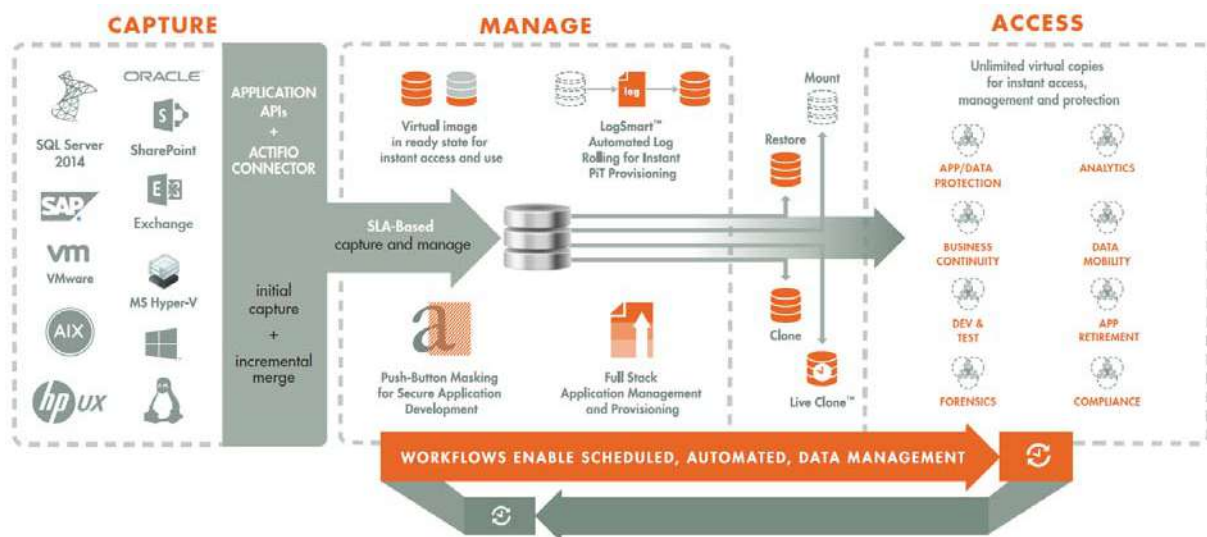 CAPTURE
MANAGE
ACCESS
SQL Server
2014
ORACLE
SharePoint
SAP
Exchange
vm
VMware
MS Hyper-V
AIX
hp UX
APPLICATION
APIs
+
ACTIFIO
CONNECTOR
initial
capture
+
incremental
merge
SLA-Based
capture and manage
Virtual image
in ready state for
instant access and use
log
LogSmart™
Automated Log
Rolling for Instant
PiT Provisioning
a
Push-Button Masking
for Secure Application
Development
Full Stack
Application Management
and Provisioning
Mount
Restore
Clone
Live Clone™
Unlimited virtual copies
for instant access,
management and protection
APP/DATA
PROTECTION
ANALYTICS
BUSINESS
CONTINUITY
DATA
MOBILITY
DEV &
TEST
APP
RETIREMENT
FORENSICS
COMPLIANCE
WORKFLOWS ENABLE SCHEDULED, AUTOMATED, DATA MANAGEMENT